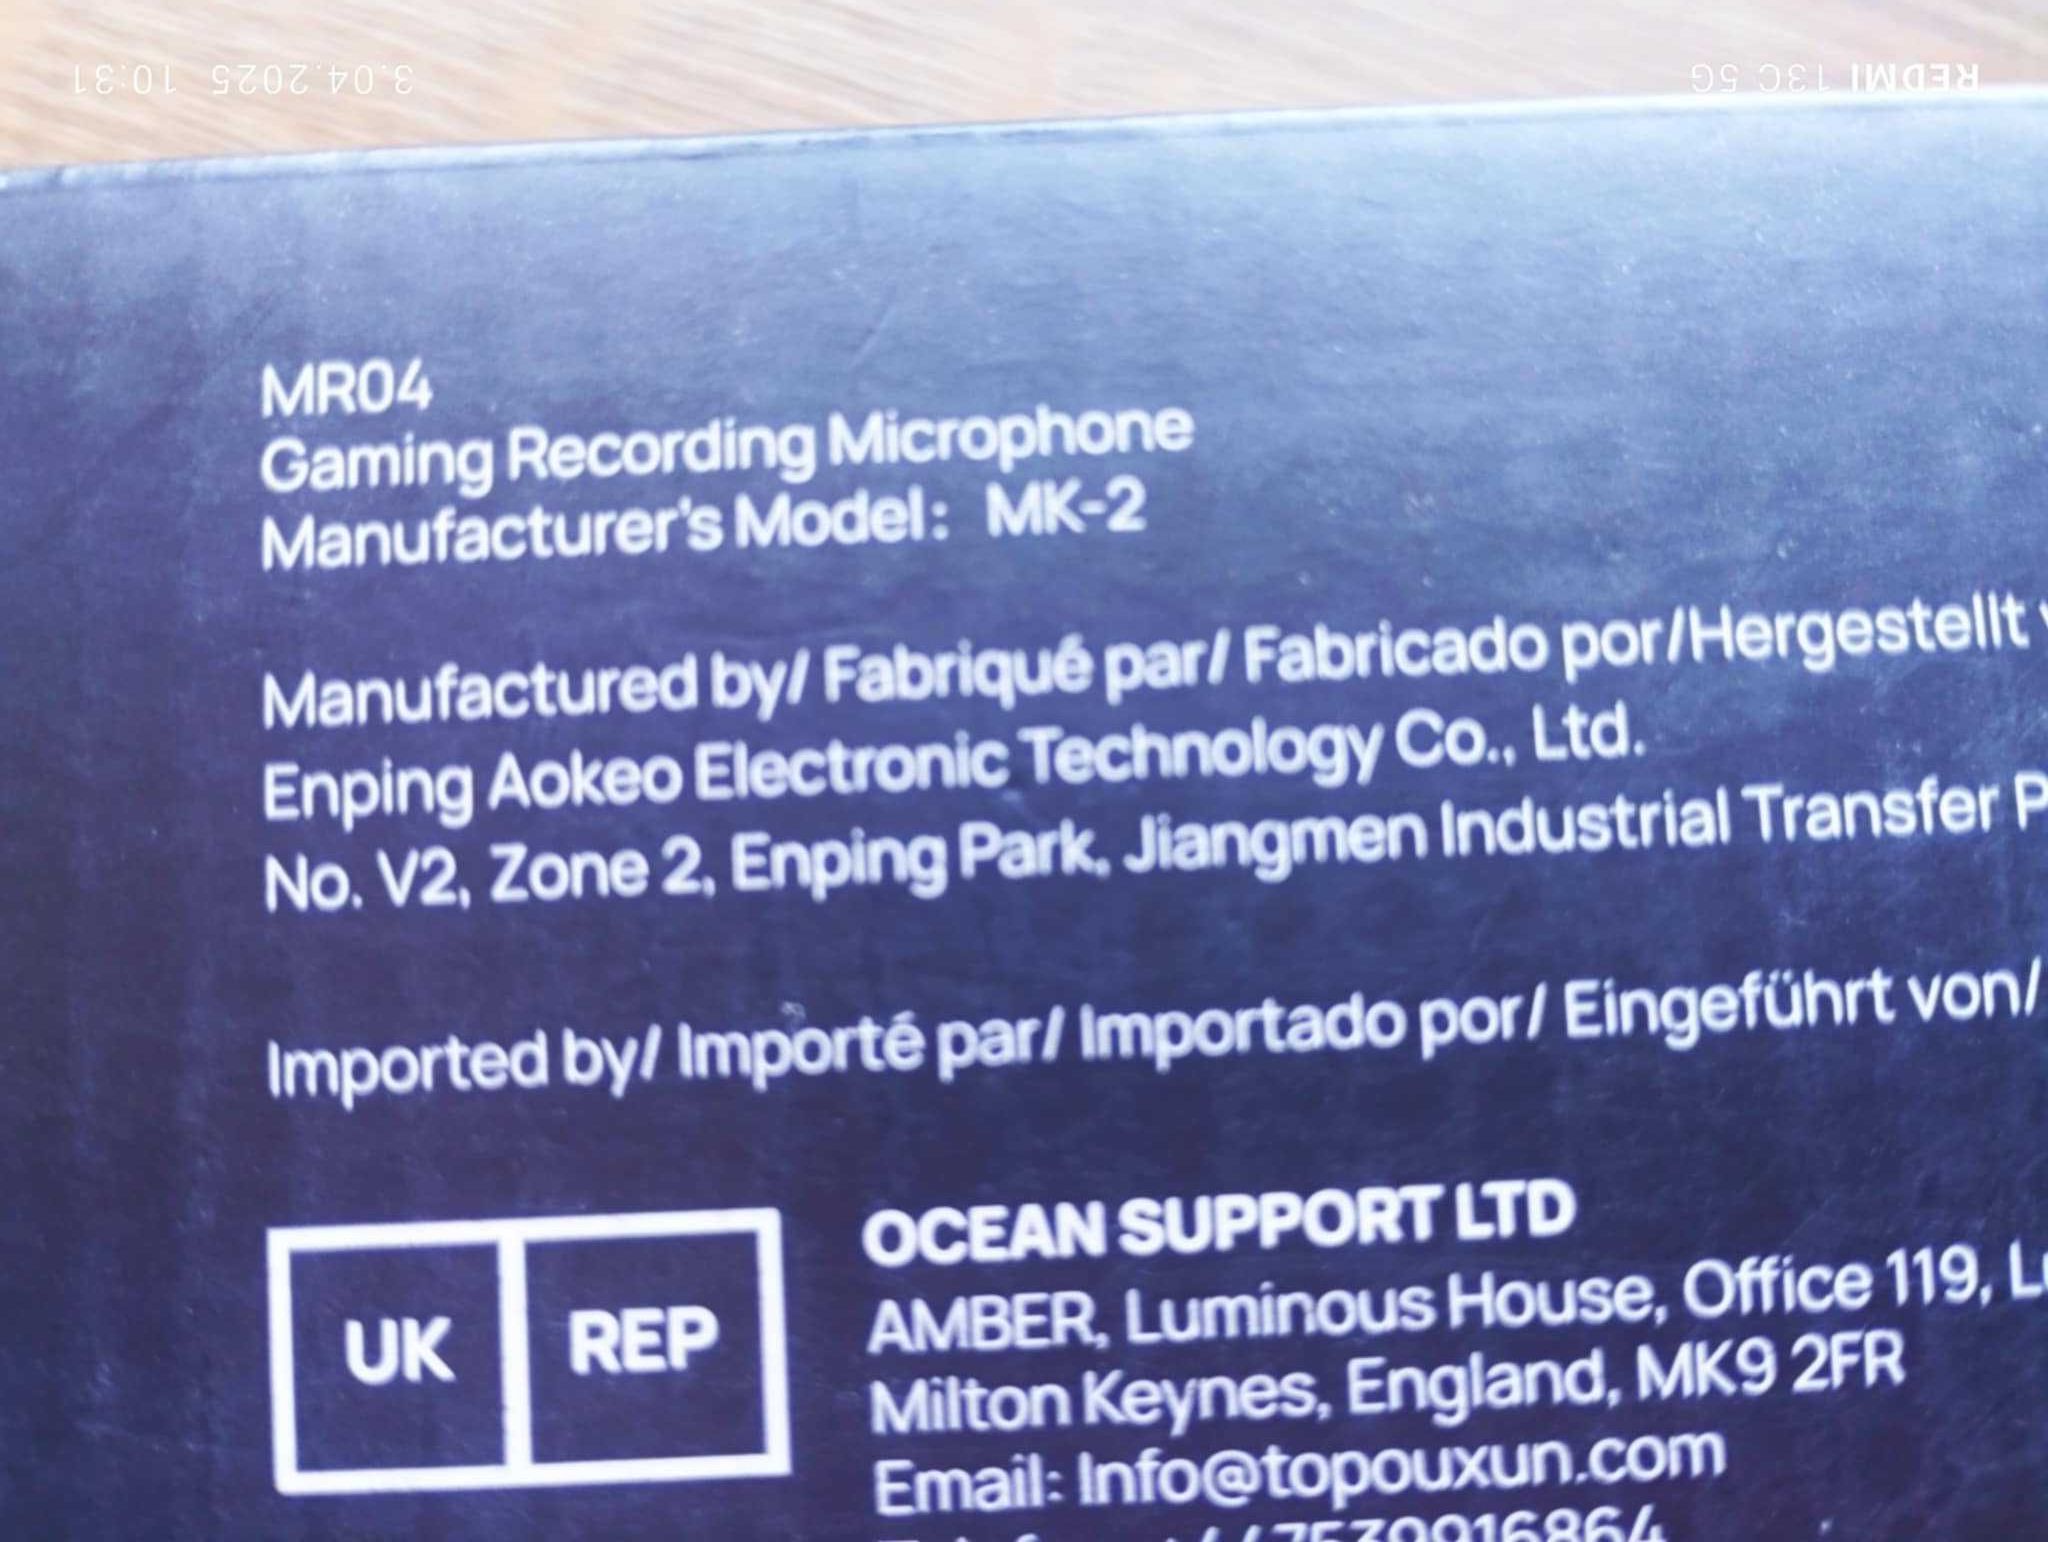 3.04.2025 10:31
REDMI 13C 5G
MR04
Gaming Recording Microphone
Manufacturer's Model: MK-2
Manufactured by/ Fabriqué par/ Fabricado por/Hergestellt
Enping Aokeo Electronic Technology Co., Ltd.
No. V2, Zone 2, Enping Park, Jiangmen Industrial Transfer
Imported by/ Importé par/ Importado por/ Eingeführt von/
UK REP
OCEAN SUPPORT LTD
AMBER, Luminous House, Office 119,
Milton Keynes, England, MK9 2FR
Email: Info@topouxun.com